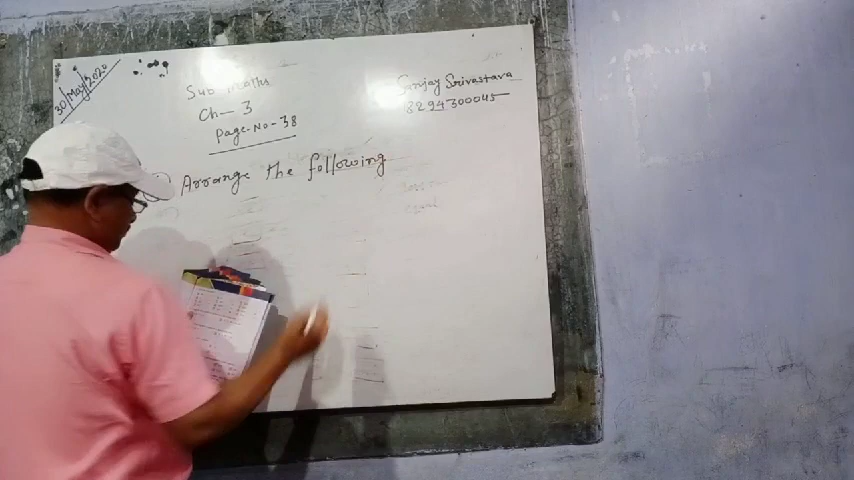 30/May/2020
Sub Maths
Ch-3
Page-No-38
Sanjay Srivastava
8294300045
Arrange the following